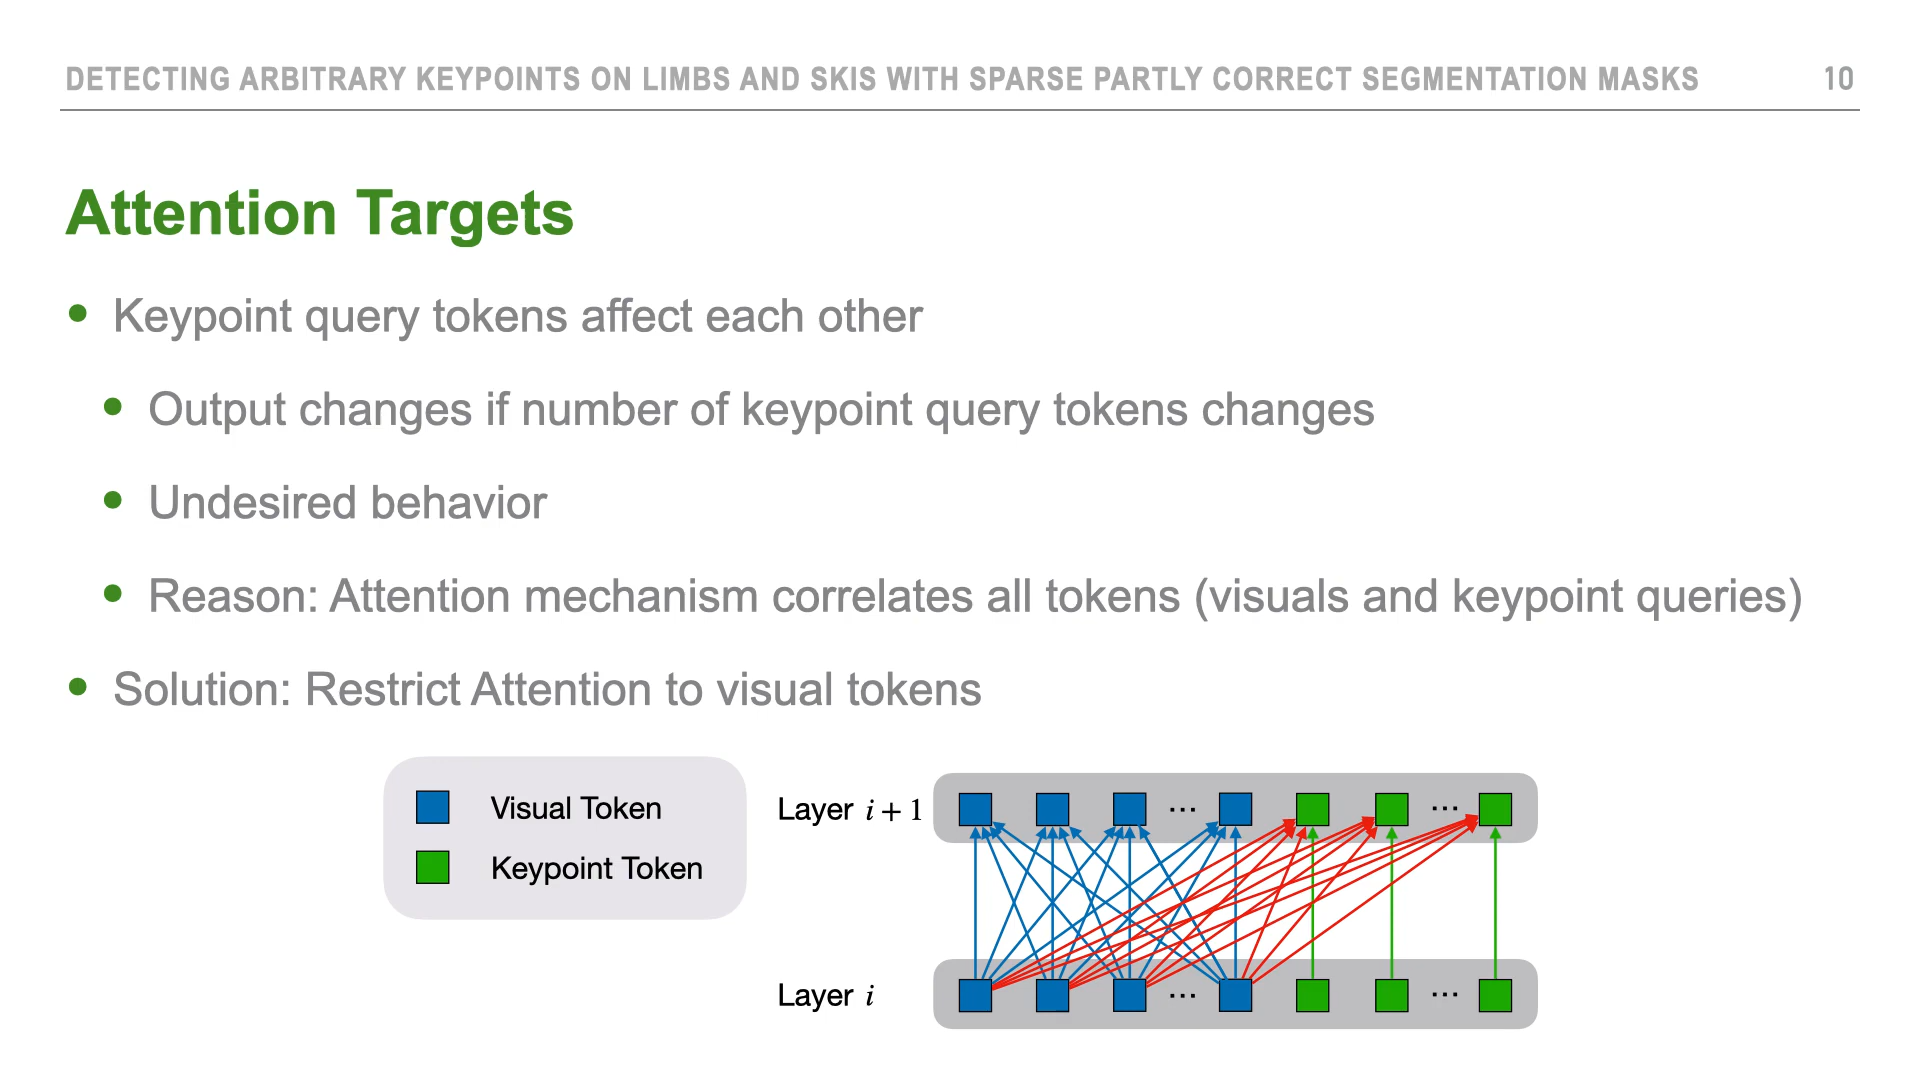 DETECTING ARBITRARY KEYPOINTS ON LIMBS AND SKIS WITH SPARSE PARTLY CORRECT SEGMENTATION MASKS 10
Attention Targets
• Keypoint query tokens affect each other
• Output changes if number of keypoint query tokens changes
• Undesired behavior
• Reason: Attention mechanism correlates all tokens (visuals and keypoint queries)
• Solution: Restrict Attention to visual tokens
Visual Token
Keypoint Token
Layer i + 1
... ...
Layer i
... ...